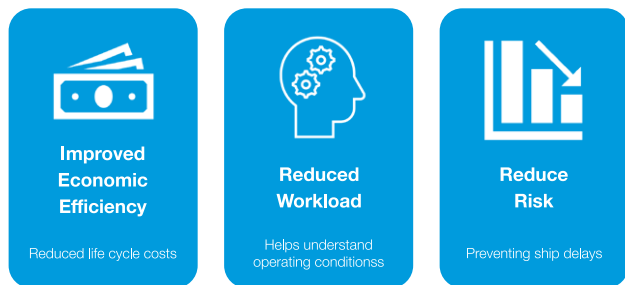 Improved
Economic
Efficiency
Reduced life cycle costs
Reduced
Workload
Helps understand
operating conditionss
Reduce
Risk
Preventing ship delays